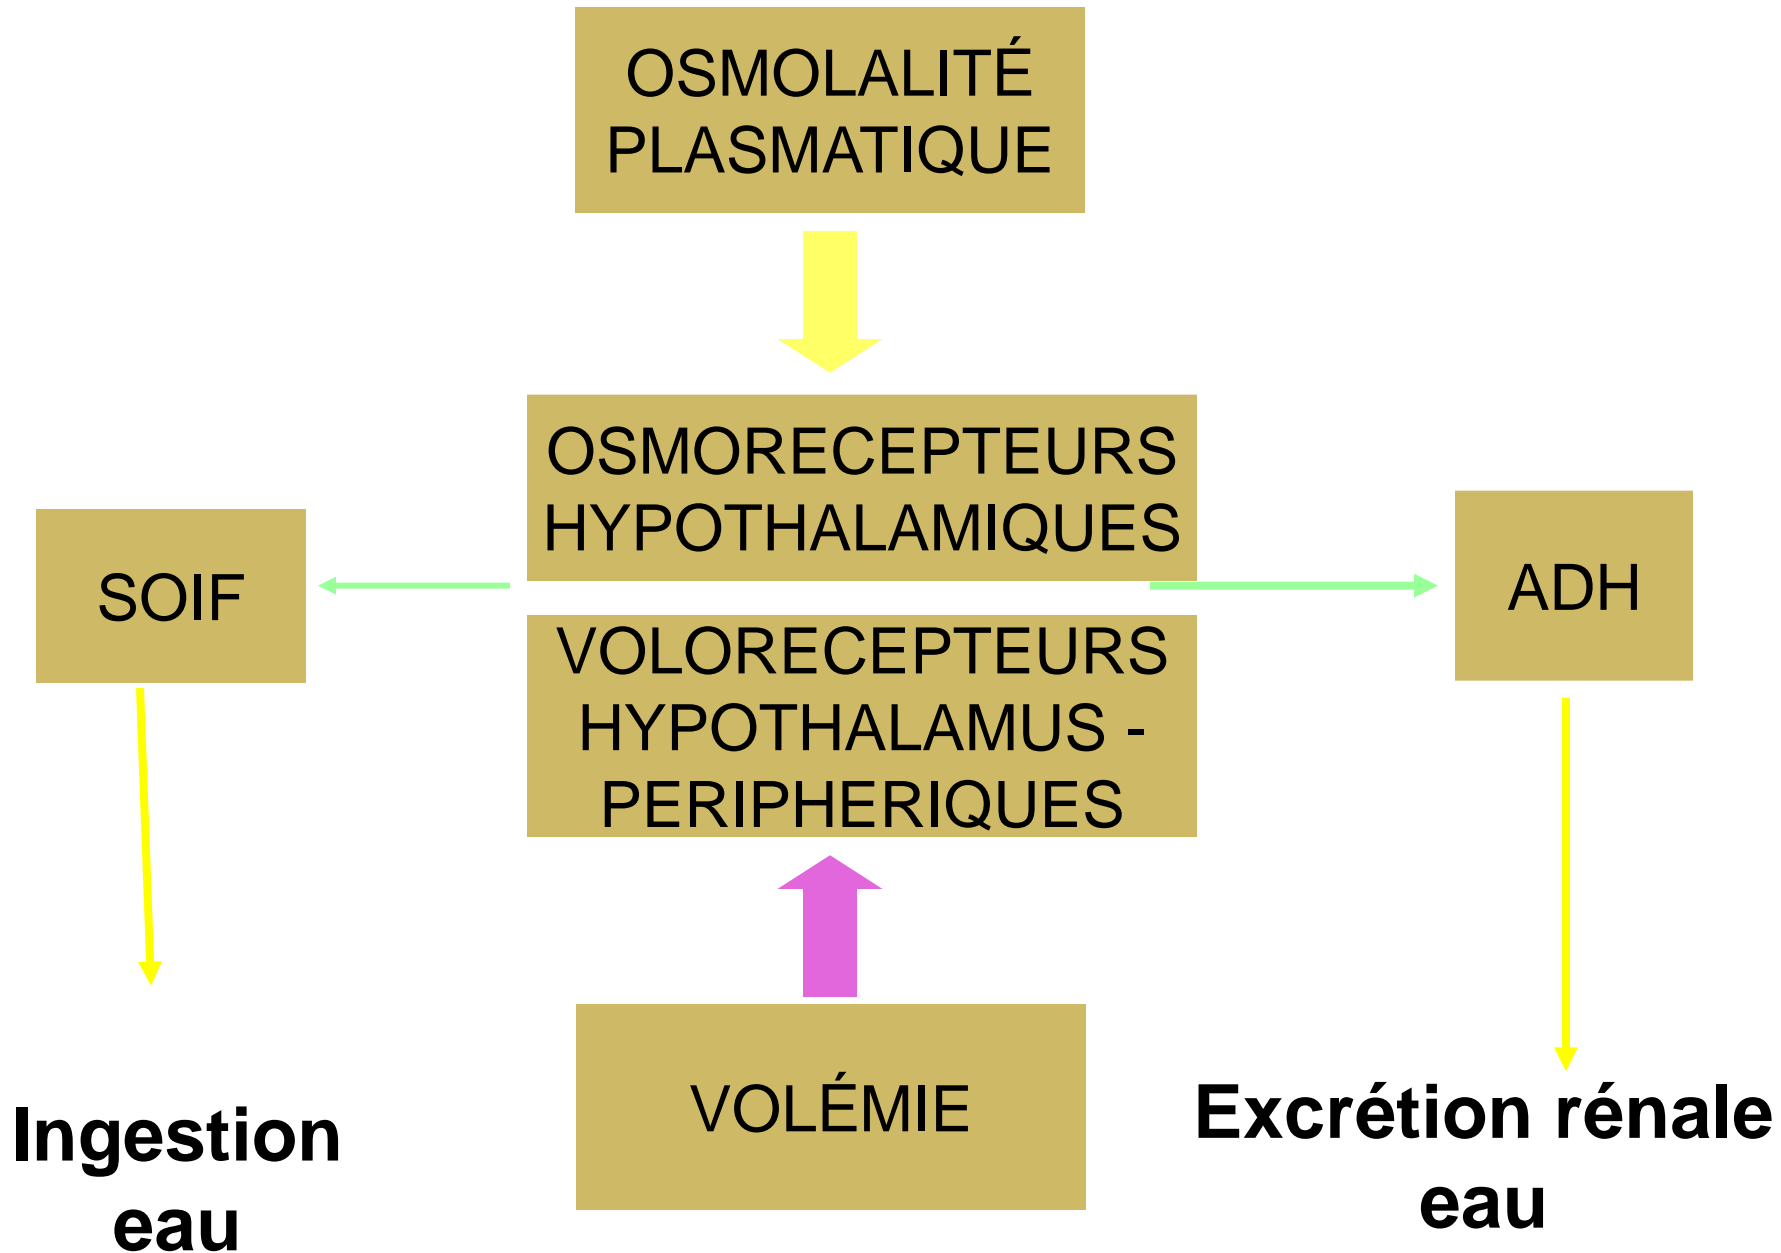 OSMOLALITÉ
PLASMATIQUE
OSMORECEPTEURS
HYPOTHALAMIQUES
SOIF
ADH
VOLORECEPTEURS
HYPOTHALAMUS -
PERIPHERIQUES
VOLÉMIE
Ingestion
eau
Excrétion rénale
eau